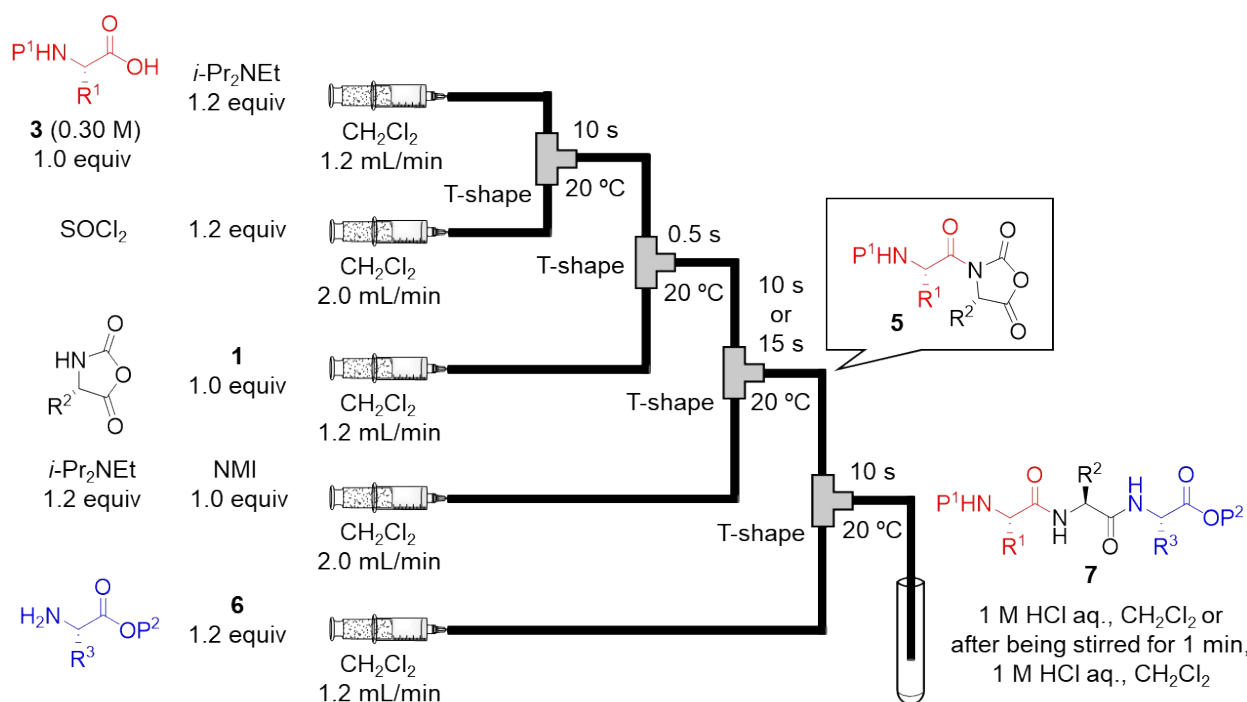 P¹HN
O
OH
R¹
3 (0.30 M)
1.0 equiv
i-Pr₂NEt
1.2 equiv
CH₂Cl₂
1.2 mL/min
T-shape
10 s
20 ºC
SOCl₂
1.2 equiv
CH₂Cl₂
2.0 mL/min
T-shape
0.5 s
20 ºC
O
HN
O
R²
O
1
1.0 equiv
CH₂Cl₂
1.2 mL/min
T-shape
10 s
or
15 s
20 ºC
P¹HN
O
O
N
O
R¹
R²
O
5
i-Pr₂NEt
1.2 equiv
NMI
1.0 equiv
CH₂Cl₂
2.0 mL/min
T-shape
10 s
20 ºC
H₂N
O
OP²
R³
6
1.2 equiv
CH₂Cl₂
1.2 mL/min
P¹HN
O
R²
H
N
O
OP²
R¹
N
H
O
R³
7
1 M HCl aq., CH₂Cl₂ or
after being stirred for 1 min,
1 M HCl aq., CH₂Cl₂